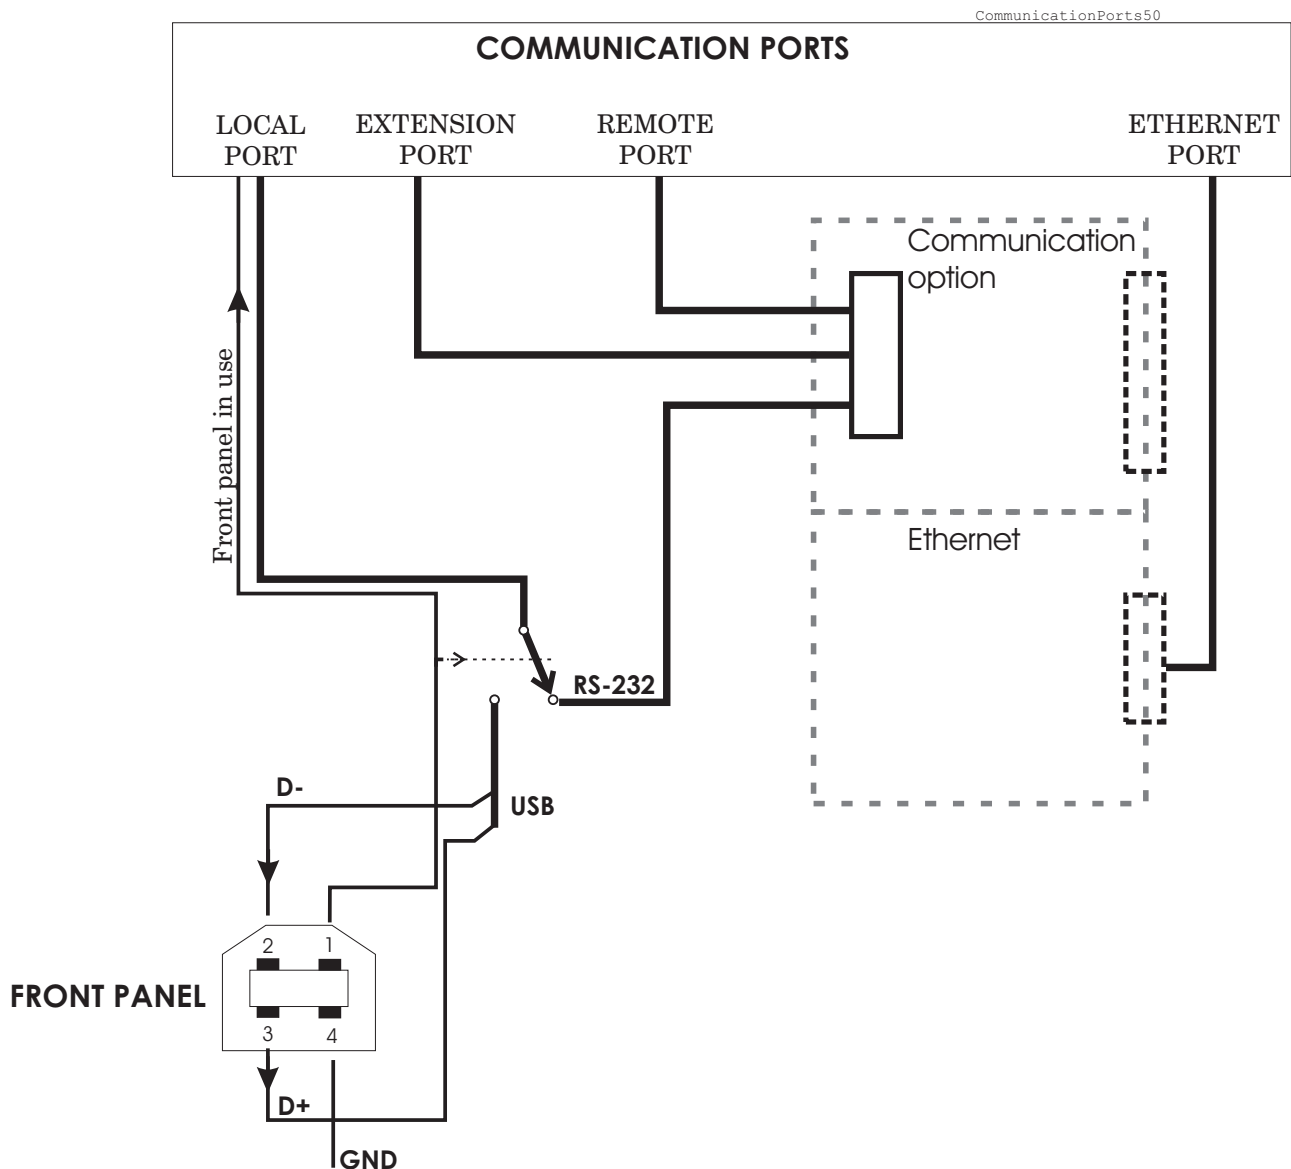 CommunicationPorts50
COMMUNICATION PORTS
LOCAL
PORT
EXTENSION
PORT
REMOTE
PORT
ETHERNET
PORT
Communication
option
Front panel in use
Ethernet
RS-232
D-
USB
2 1
FRONT PANEL
3 4
D+
GND